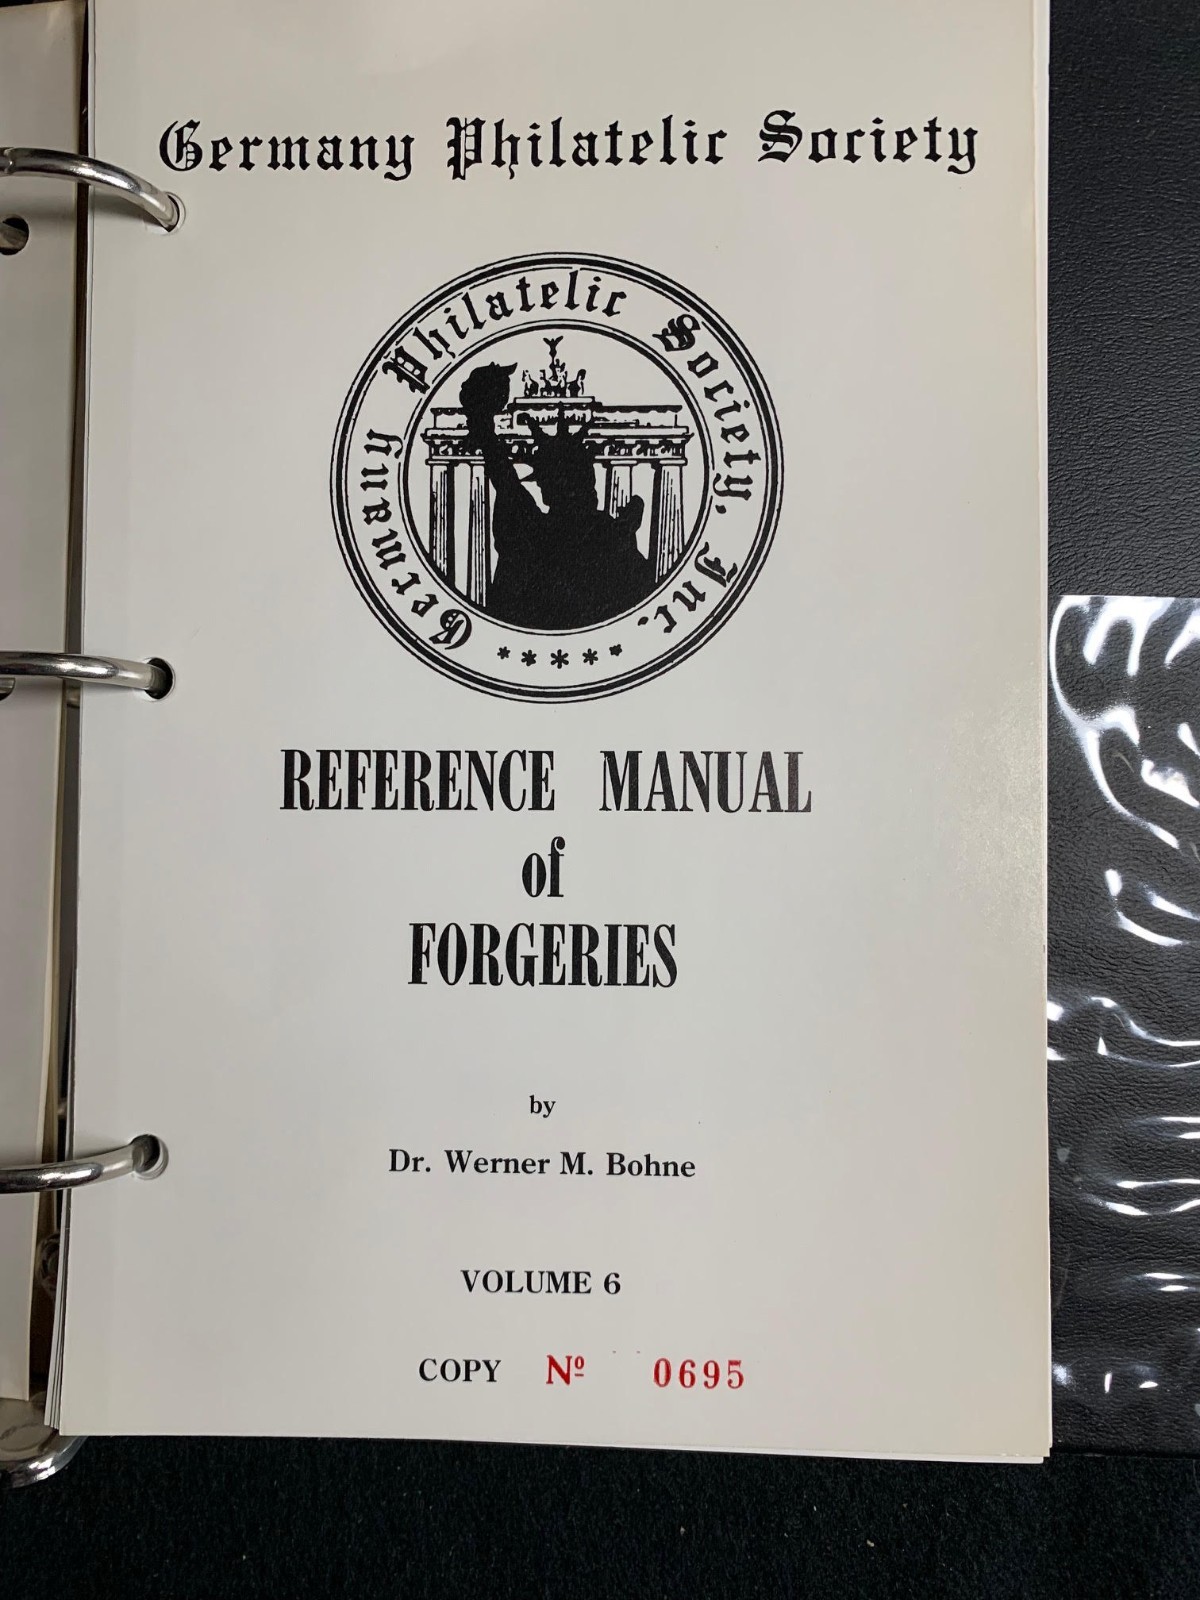 Germany Philatelic Society
Germany Philatelic Society, Inc.
*****
REFERENCE MANUAL
of
FORGERIES
by
Dr. Werner M. Bohne
VOLUME 6
COPY Nº 0695